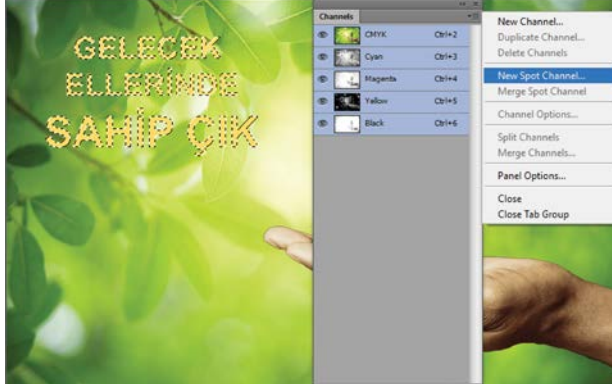 GELECEK
ELLERİNDE
SAHİP ÇIK
Channels
CMYK Ctrl+2
Cyan Ctrl+3
Magenta Ctrl+4
Yellow Ctrl+5
Black Ctrl+6
New Channel...
Duplicate Channel...
Delete Channels
New Spot Channel...
Merge Spot Channel
Channel Options...
Split Channels
Merge Channels...
Panel Options...
Close
Close Tab Group